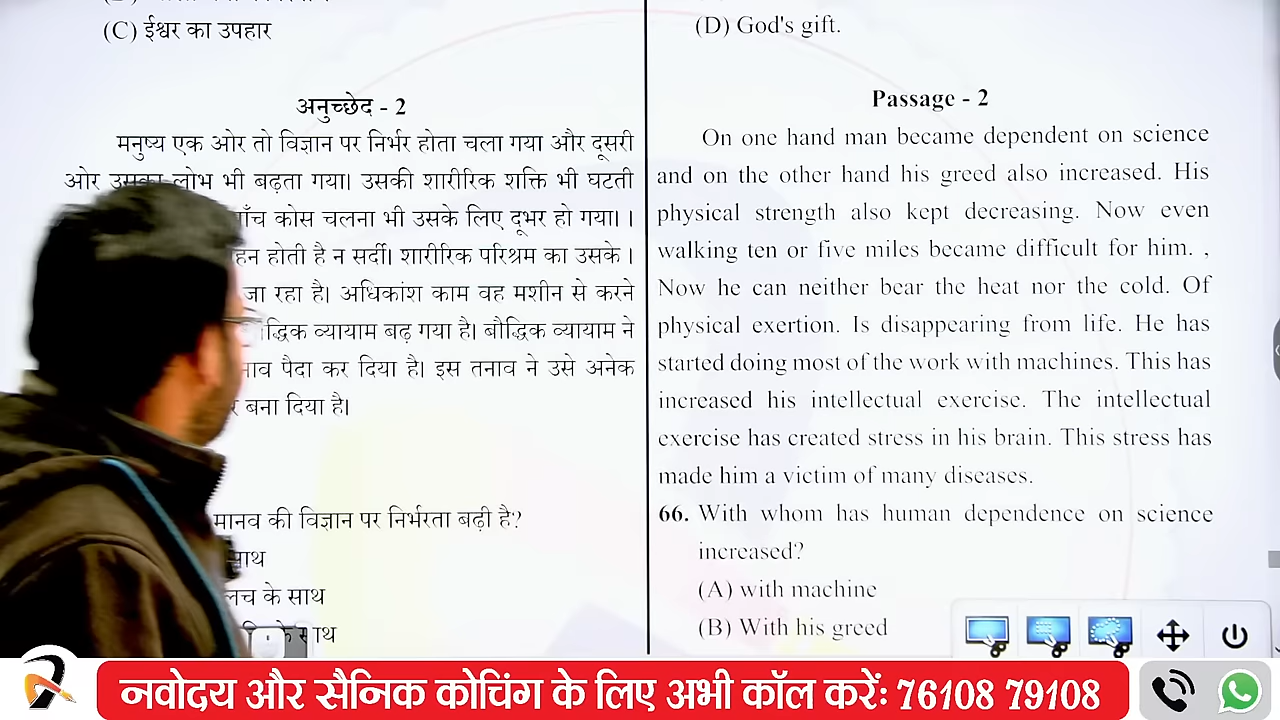 (C) ईश्वर का उपहार
अनुच्छेद - 2
मनुष्य एक ओर तो विज्ञान पर निर्भर होता चला गया और दूसरी
ओर उसका लोभ भी बढ़ता गया। उसकी शारीरिक शक्ति भी घटती
पाँच कोस चलना भी उसके लिए दूभर हो गया। ।
होती है न सर्दी। शारीरिक परिश्रम का उसके ।
जा रहा है। अधिकांश काम वह मशीन से करने
व्यायाम बढ़ गया है। बौद्धिक व्यायाम ने
पैदा कर दिया है। इस तनाव ने उसे अनेक
बना दिया है।
मानव की विज्ञान पर निर्भरता बढ़ी है?
साथ
के साथ
के साथ
(D) God's gift.
Passage - 2
On one hand man became dependent on science
and on the other hand his greed also increased. His
physical strength also kept decreasing. Now even
walking ten or five miles became difficult for him. ,
Now he can neither bear the heat nor the cold. Of
physical exertion. Is disappearing from life. He has
started doing most of the work with machines. This has
increased his intellectual exercise. The intellectual
exercise has created stress in his brain. This stress has
made him a victim of many diseases.
66. With whom has human dependence on science
increased?
(A) with machine
(B) With his greed
नवोदय और सैनिक कोचिंग के लिए अभी कॉल करें: 76108 79108